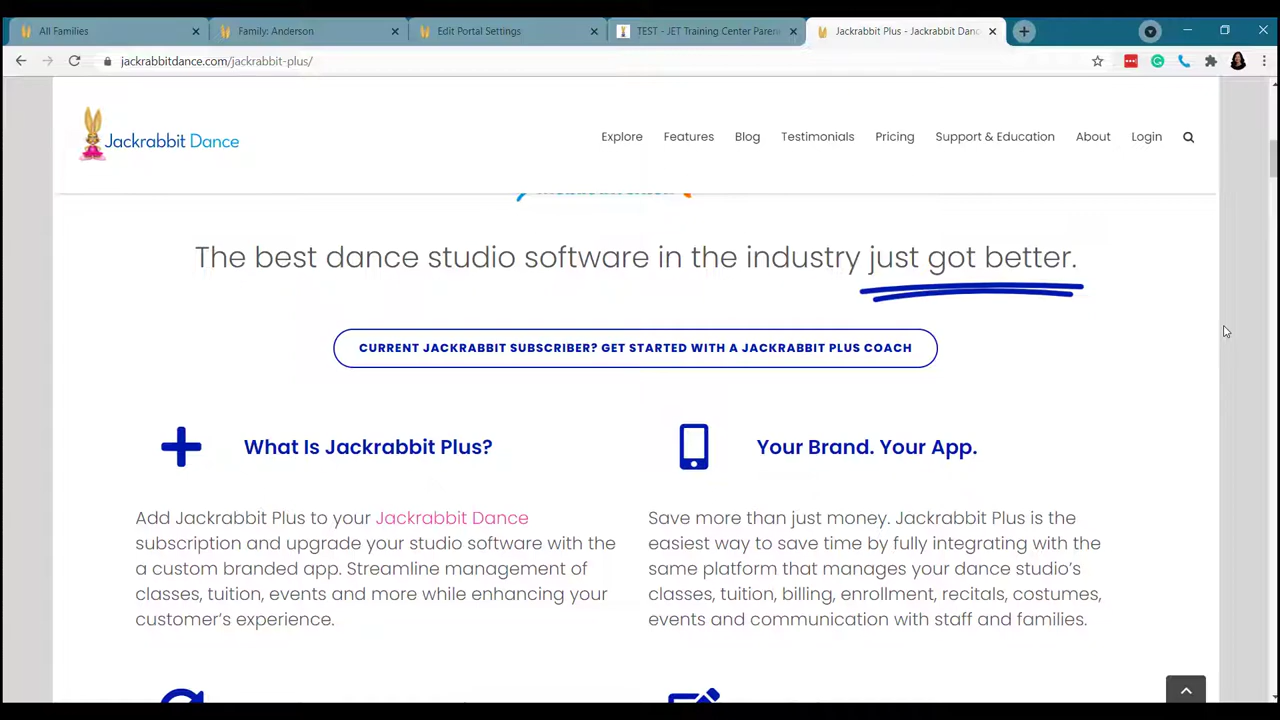 All Families
Family: Anderson
Edit Portal Settings
TEST - JET Training Center Paren
Jackrabbit Plus - Jackrabbit Danc
jackrabbitdance.com/jackrabbit-plus/
Jackrabbit Dance
Explore
Features
Blog
Testimonials
Pricing
Support & Education
About
Login
The best dance studio software in the industry just got better.
CURRENT JACKRABBIT SUBSCRIBER? GET STARTED WITH A JACKRABBIT PLUS COACH
What Is Jackrabbit Plus?
Add Jackrabbit Plus to your Jackrabbit Dance
subscription and upgrade your studio software with the
a custom branded app. Streamline management of
classes, tuition, events and more while enhancing your
customer's experience.
Your Brand. Your App.
Save more than just money. Jackrabbit Plus is the
easiest way to save time by fully integrating with the
same platform that manages your dance studio's
classes, tuition, billing, enrollment, recitals, costumes,
events and communication with staff and families.